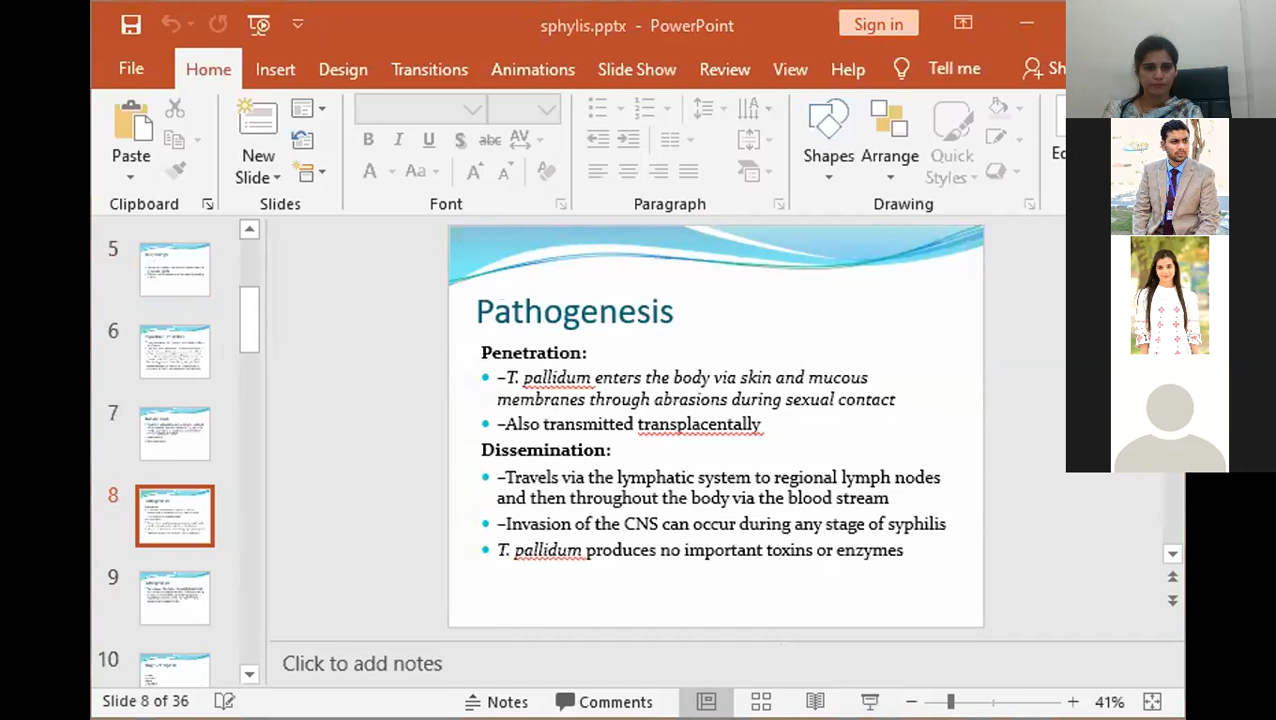 sphylis.pptx - PowerPoint
Sign in
File Home Insert Design Transitions Animations Slide Show Review View Help Tell me Sh
Paste
New
Slide
Shapes Arrange Quick
Styles
Clipboard Slides Font Paragraph Drawing
5
6
7
8
9
10
Pathogenesis
Penetration:
–T. pallidum enters the body via skin and mucous
membranes through abrasions during sexual contact
–Also transmitted transplacentally
Dissemination:
–Travels via the lymphatic system to regional lymph nodes
and then throughout the body via the blood stream
–Invasion of the CNS can occur during any stage of syphilis
T. pallidum produces no important toxins or enzymes
Click to add notes
Slide 8 of 36 Notes Comments 41%